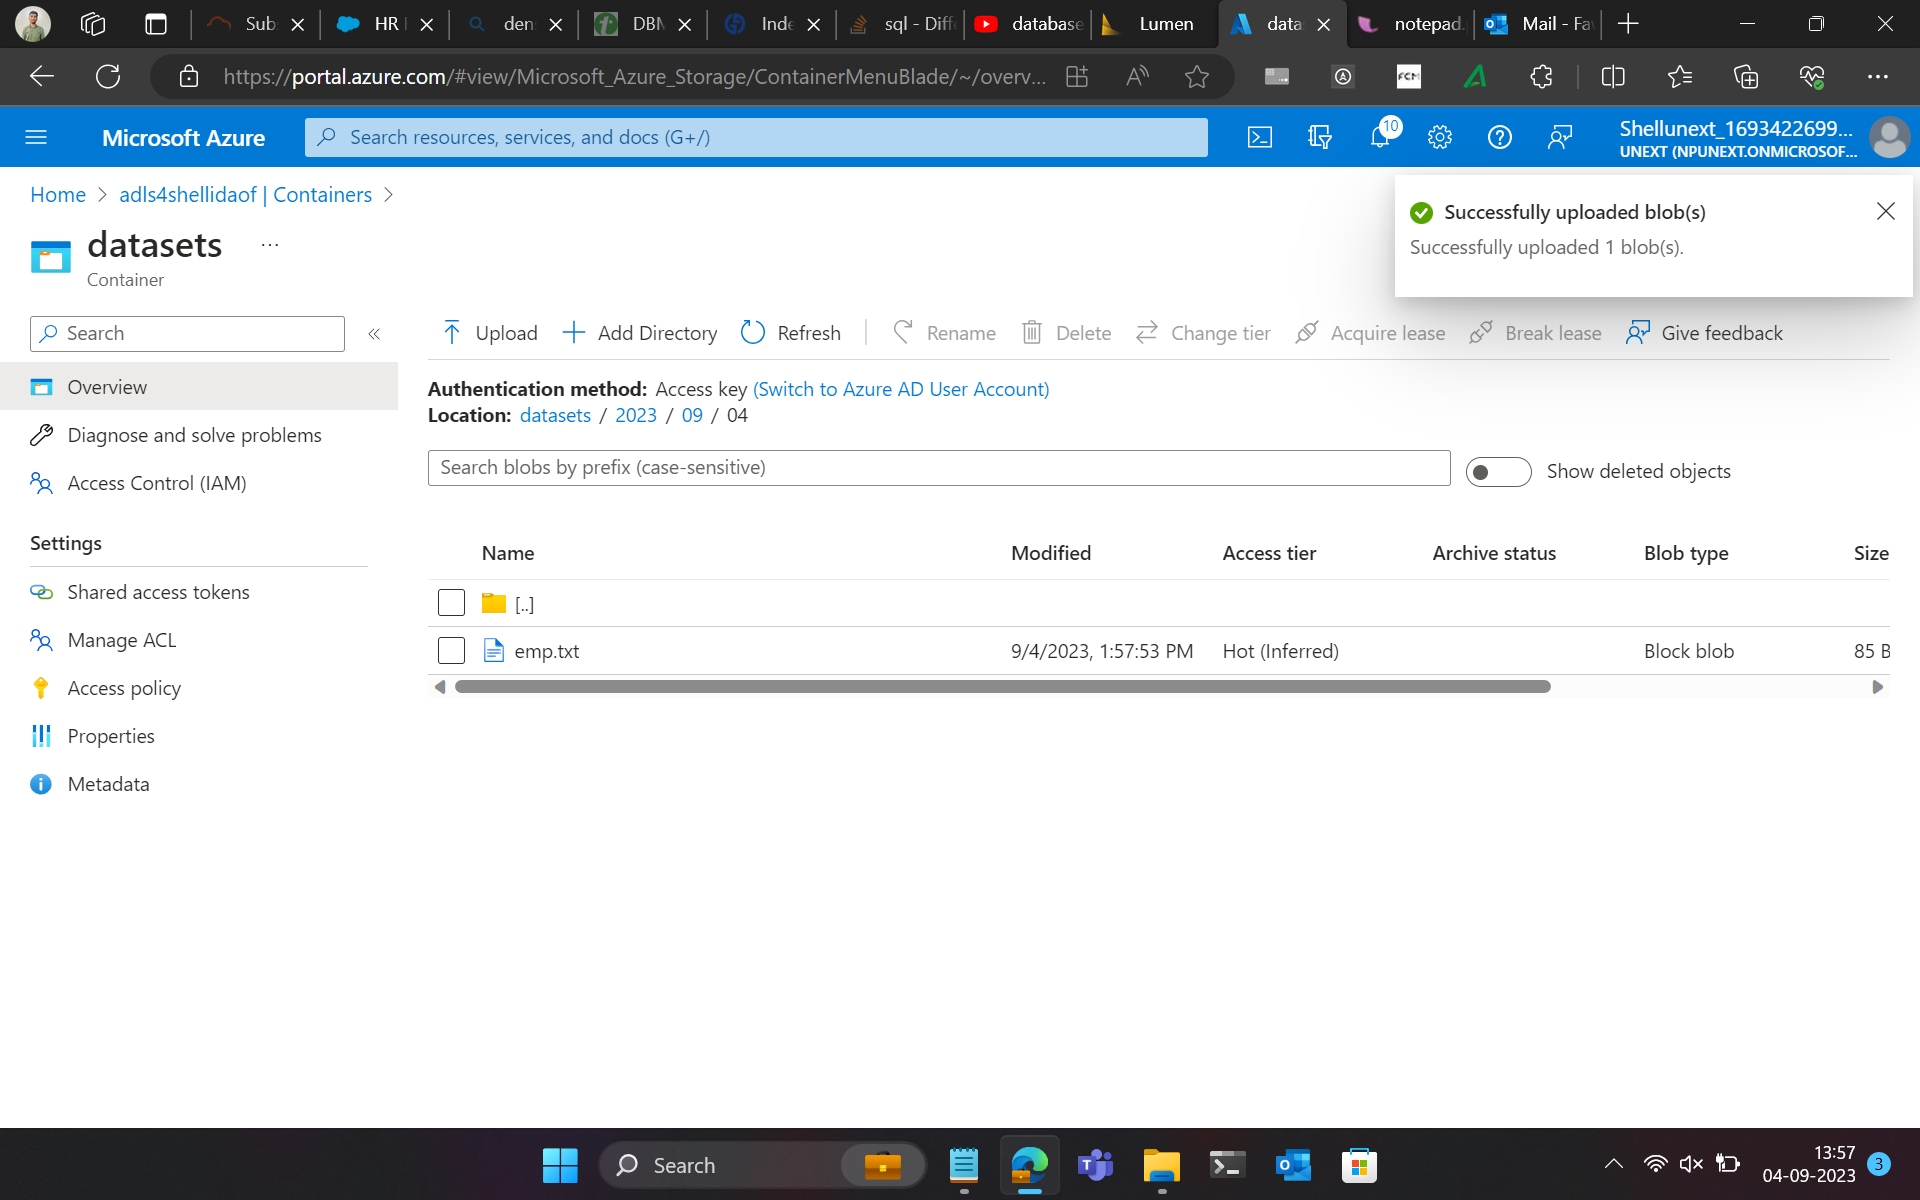 Sub
HR
den
DBM
Inde
sql - Diff
database
Lumen
data
notepad.
Mail - Fa
https://portal.azure.com/#view/Microsoft_Azure_Storage/ContainerMenuBlade/~/overv...
Microsoft Azure
Search resources, services, and docs (G+/)
10
Shellunext_1693422699...
UNEXT (NPUNEXT.ONMICROSOF...
Home > adls4shellidaof | Containers >
datasets ...
Container
Successfully uploaded blob(s)
Successfully uploaded 1 blob(s).
Search
Upload
Add Directory
Refresh
Rename
Delete
Change tier
Acquire lease
Break lease
Give feedback
Overview
Diagnose and solve problems
Access Control (IAM)
Settings
Shared access tokens
Manage ACL
Access policy
Properties
Metadata
Authentication method: Access key (Switch to Azure AD User Account)
Location: datasets / 2023 / 09 / 04
Search blobs by prefix (case-sensitive)
Show deleted objects
Name Modified Access tier Archive status Blob type Size
[..]
emp.txt 9/4/2023, 1:57:53 PM Hot (Inferred) Block blob 85 B
Search
13:57
04-09-2023
3